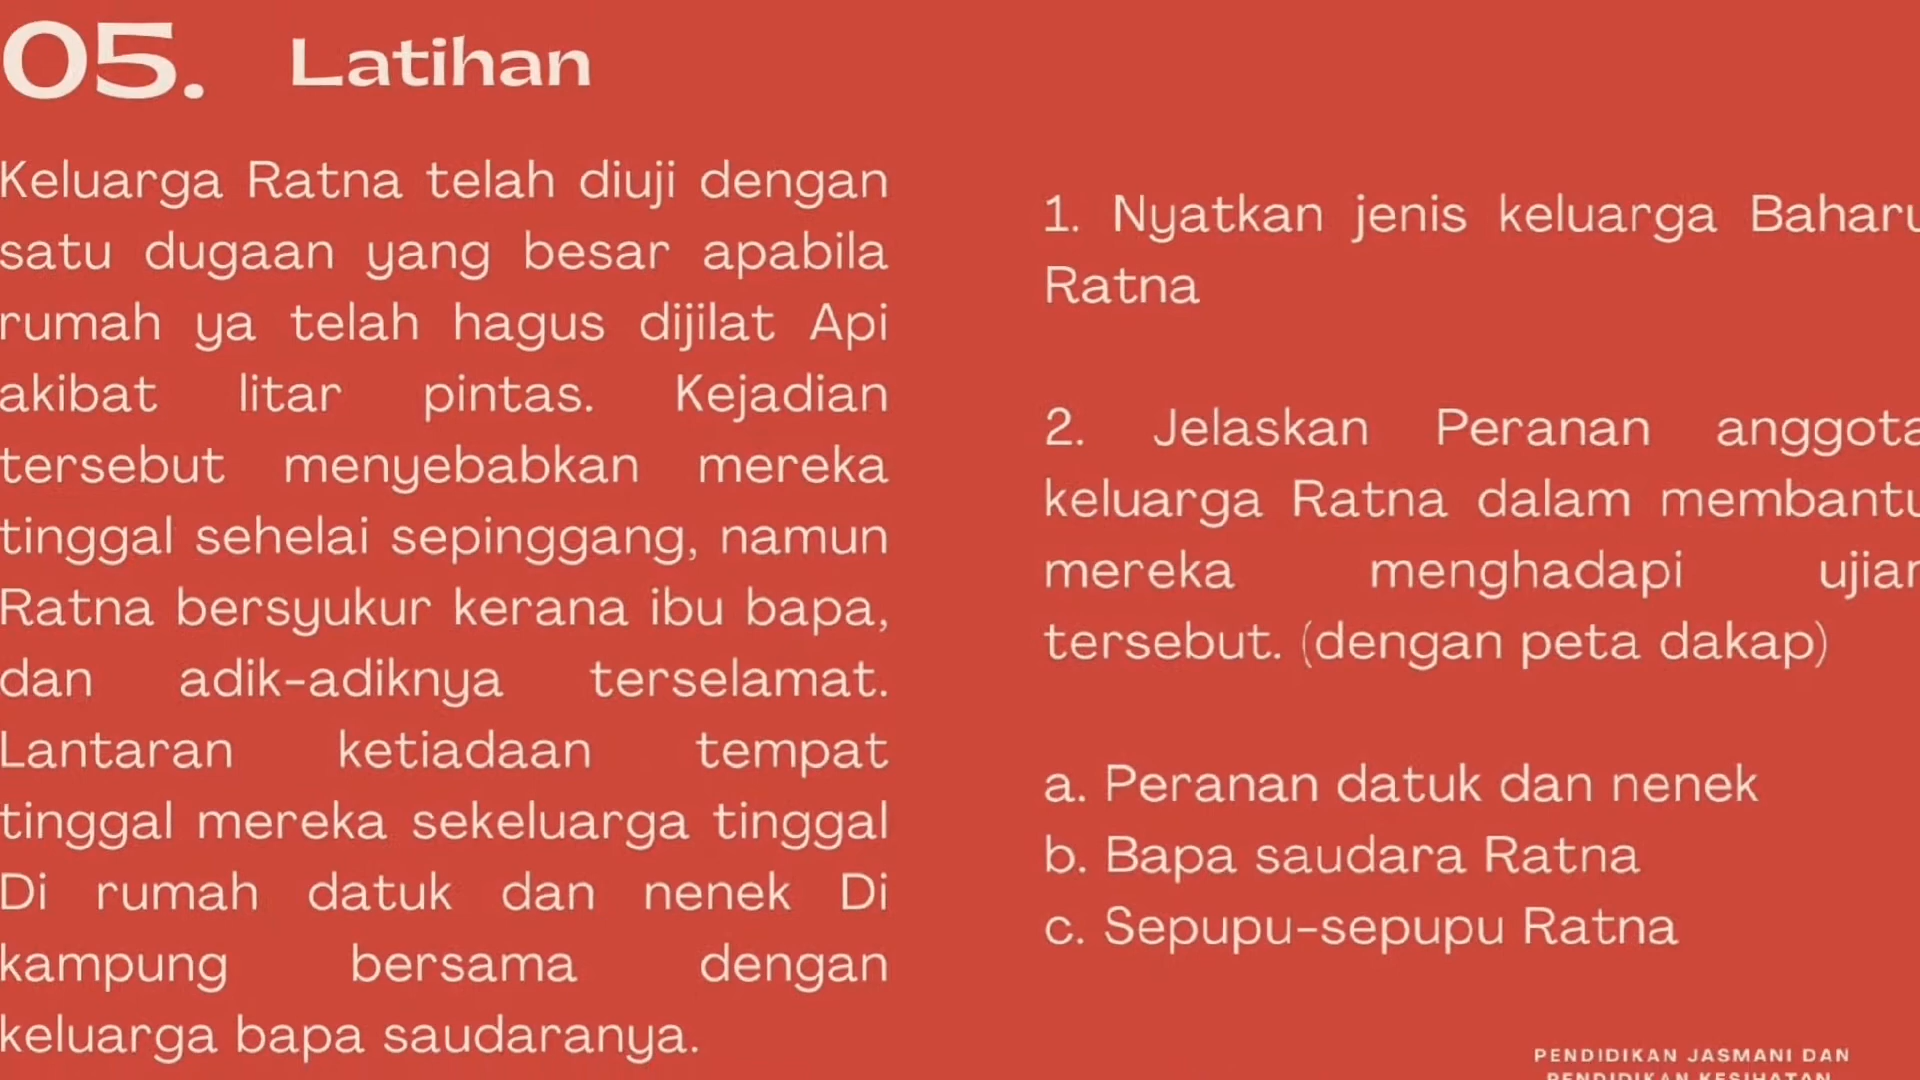 05. Latihan
Keluarga Ratna telah diuji dengan
satu dugaan yang besar apabila
rumah ya telah hagus dijilat Api
akibat litar pintas. Kejadian
tersebut menyebabkan mereka
tinggal sehelai sepinggang, namun
Ratna bersyukur kerana ibu bapa,
dan adik-adiknya terselamat.
Lantaran ketiadaan tempat
tinggal mereka sekeluarga tinggal
Di rumah datuk dan nenek Di
kampung bersama dengan
keluarga bapa saudaranya.
1. Nyatkan jenis keluarga Baharu
Ratna
2. Jelaskan Peranan anggota
keluarga Ratna dalam membantu
mereka menghadapi ujian
tersebut. (dengan peta dakap)
a. Peranan datuk dan nenek
b. Bapa saudara Ratna
c. Sepupu-sepupu Ratna
PENDIDIKAN JASMANI DAN
PENDIDIKAN KESIHATAN